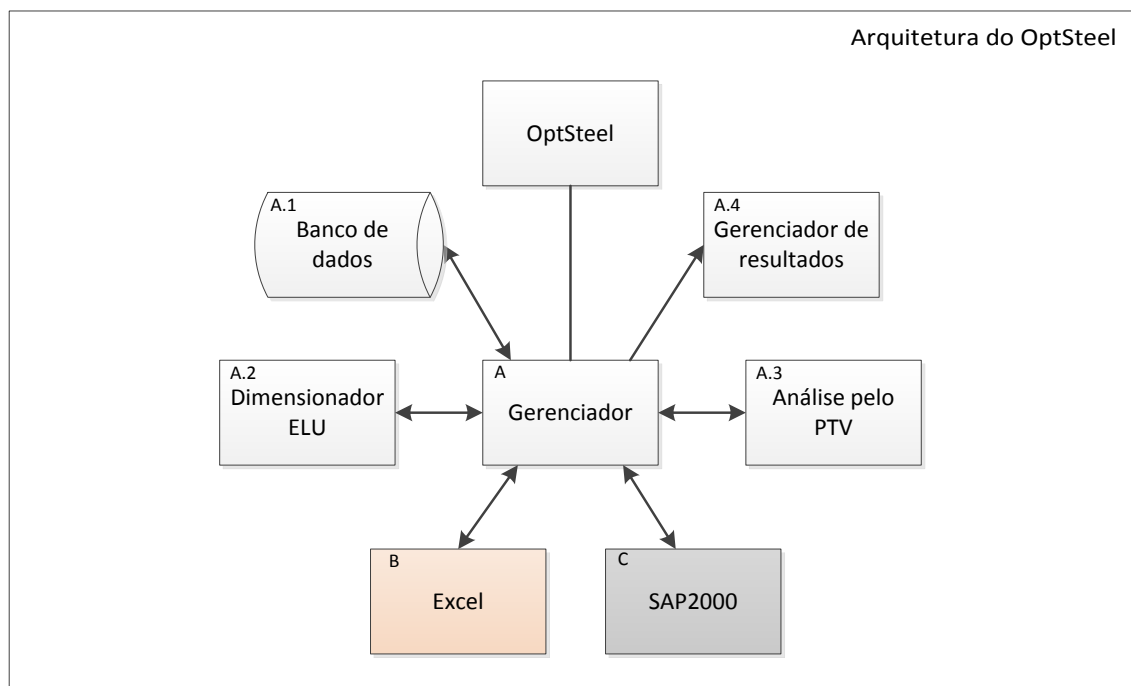 Arquitetura do OptSteel
OptSteel
A.1
Banco de
dados
A.4
Gerenciador de
resultados
A.2
Dimensionador
ELU
A
Gerenciador
A.3
Análise pelo
PTV
B
Excel
C
SAP2000